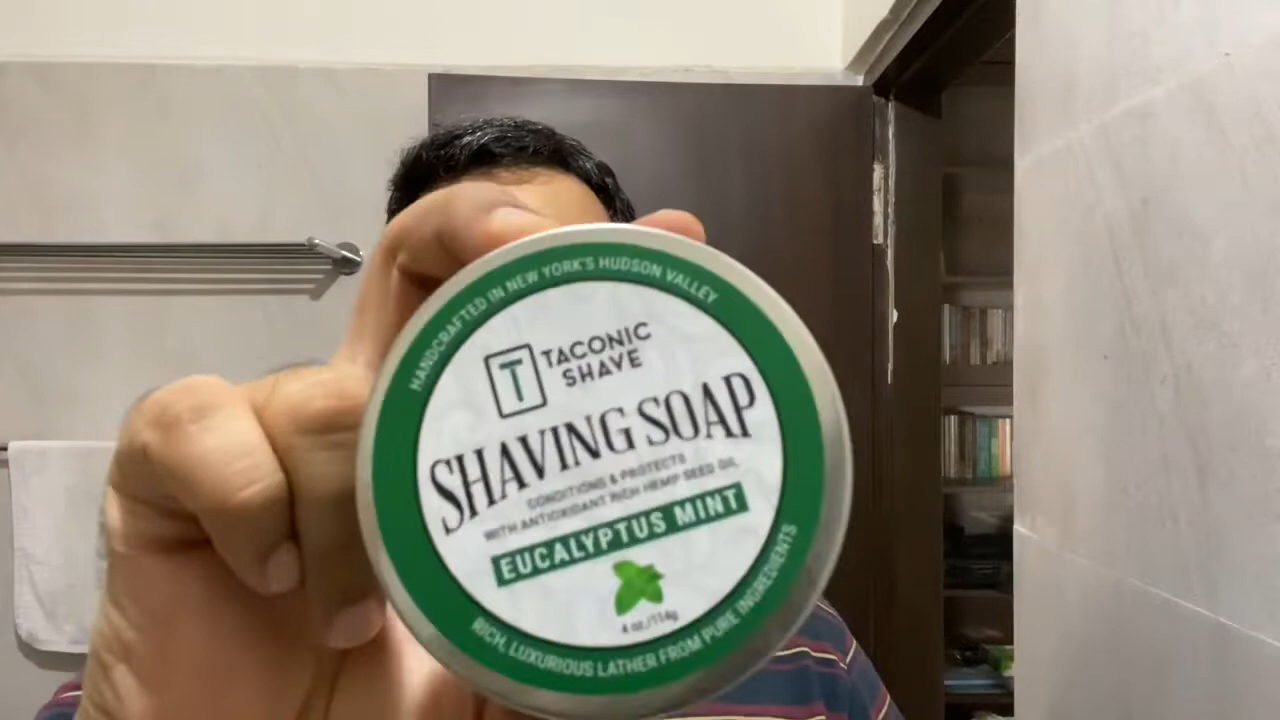 HANDCRAFTED IN NEW YORK'S HUDSON VALLEY
T
TACONIC
SHAVE
SHAVING SOAP
CONDITIONS & PROTECTS
WITH ANTIOXIDANT RICH HEMP SEED OIL
EUCALYPTUS MINT
4 oz./114g
RICH, LUXURIOUS LATHER FROM PURE INGREDIENTS